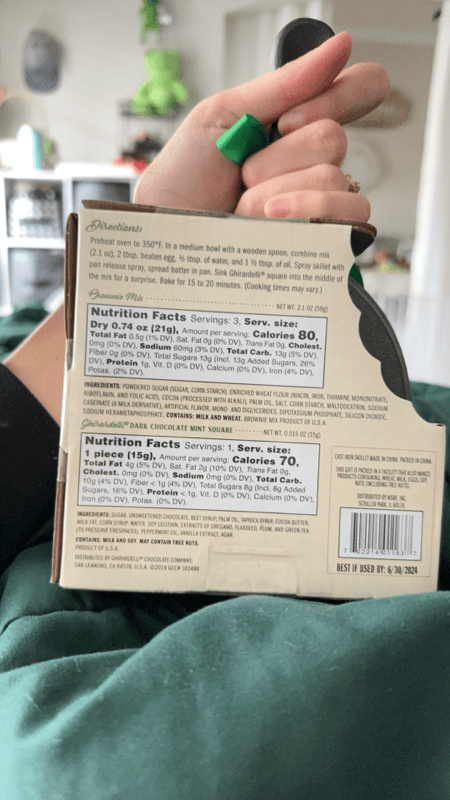 Directions:
Preheat oven to 350°F. In a medium bowl with a wooden spoon, combine mix
(2.1 oz), 2 tbsp. beaten egg, ½ tbsp. of water, and 1 ½ tbsp. of oil. Spray skillet with
pan release spray, spread batter in pan. Sink Ghirardelli® square into the middle of
the mix for a surprise. Bake for 15 to 20 minutes. (Cooking times may vary.)
Brownie Mix NET WT. 2.1 OZ (59g)
Nutrition Facts Servings: 3, Serv. size:
Dry 0.74 oz (21g), Amount per serving: Calories 80,
Total Fat 0.5g (1% DV), Sat. Fat 0g (0% DV), Trans Fat 0g, Cholest.
0mg (0% DV), Sodium 60mg (3% DV), Total Carb. 13g (5% DV),
Fiber 0g (0% DV), Total Sugars 13g (Incl. 13g Added Sugars, 26%
DV), Protein 1g, Vit. D (0% DV), Calcium (0% DV), Iron (4% DV),
Potas. (2% DV).
INGREDIENTS: POWDERED SUGAR (SUGAR, CORN STARCH), ENRICHED WHEAT FLOUR (NIACIN, IRON, THIAMINE MONONITRATE,
RIBOFLAVIN, AND FOLIC ACID), COCOA (PROCESSED WITH ALKALI), PALM OIL, SALT, CORN STARCH, MALTODEXTRIN, SODIUM
CASEINATE (A MILK DERIVATIVE), ARTIFICIAL FLAVOR, MONO- AND DIGLYCERIDES, DIPOTASSIUM PHOSPHATE, SILICON DIOXIDE,
SODIUM HEXAMETAPHOSPHATE. CONTAINS: MILK AND WHEAT. BROWNIE MIX PRODUCT OF U.S.A.
Ghirardelli® DARK CHOCOLATE MINT SQUARE NET WT. 0.515 OZ (15g)
Nutrition Facts Servings: 1, Serv. size:
1 piece (15g), Amount per serving: Calories 70,
Total Fat 4g (5% DV), Sat. Fat 2g (10% DV), Trans Fat 0g,
Cholest. 0mg (0% DV), Sodium 0mg (0% DV), Total Carb.
10g (4% DV), Fiber < 1g (4% DV), Total Sugars 8g (Incl. 8g Added
Sugars, 16% DV), Protein < 1g, Vit. D (0% DV), Calcium (0% DV),
Iron (0% DV), Potas. (0% DV).
INGREDIENTS: SUGAR, UNSWEETENED CHOCOLATE, BEET SYRUP, PALM OIL, TAPIOCA SYRUP, COCOA BUTTER,
MILK FAT, CORN SYRUP, WATER, SOY LECITHIN, EXTRACTS OF OREGANO, FLAXSEED, PLUM, AND GREEN TEA
(TO PRESERVE FRESHNESS), PEPPERMINT OIL, VANILLA EXTRACT, AGAR.
CONTAINS: MILK AND SOY. MAY CONTAIN TREE NUTS.
PRODUCT OF U.S.A.
DISTRIBUTED BY GHIRARDELLI® CHOCOLATE COMPANY,
SAN LEANDRO, CA 94578, U.S.A. ©2019 GCC#
CAST IRON SKILLET MADE IN CHINA. PACKED IN CHINA.
THIS GIFT IS PACKED IN A FACILITY THAT ALSO MAKES
PRODUCTS CONTAINING, WHEAT, MILK, EGGS, SOY,
NUTS (INCLUDING TREE NUTS).
DISTRIBUTED BY
SCHILLER PARK, IL 60176
BEST IF USED BY: 6/30/2024